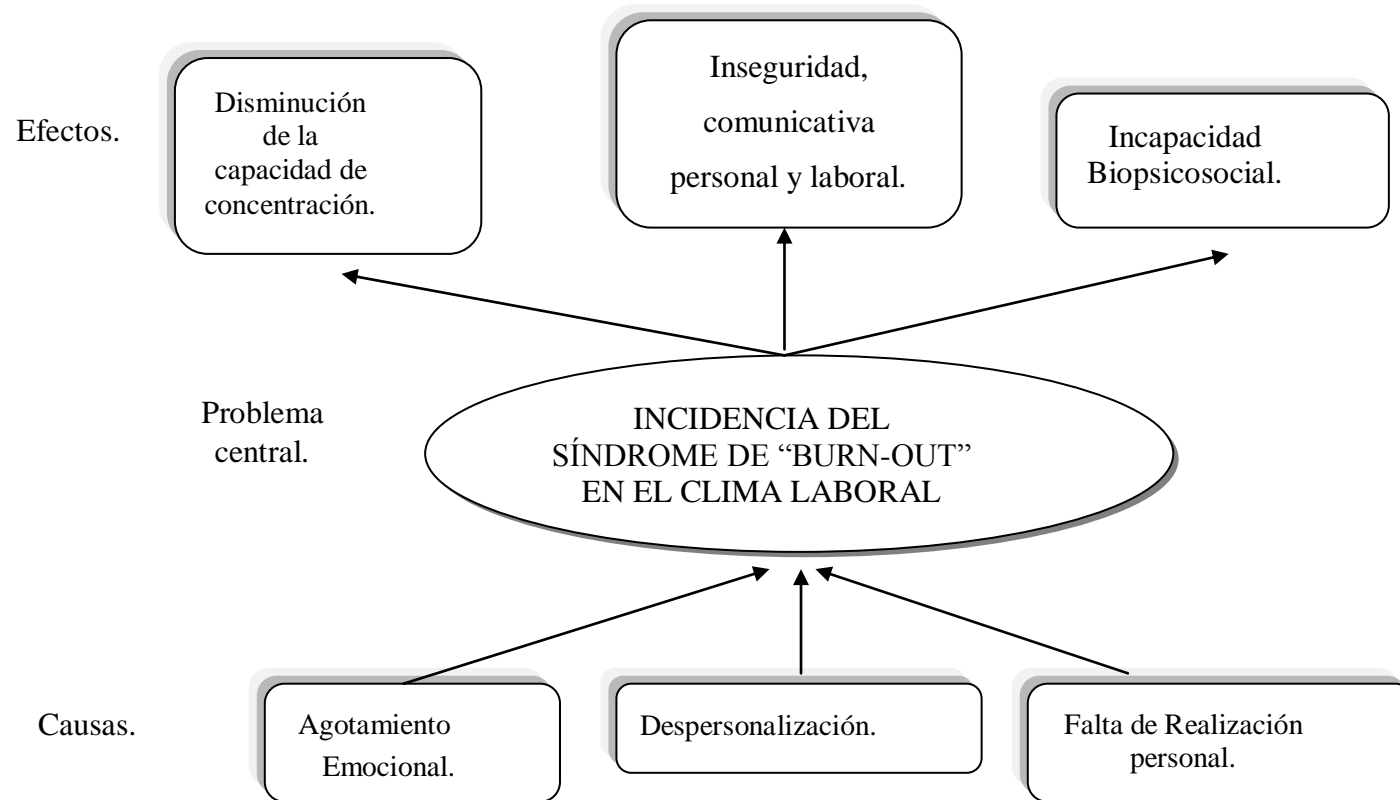 Efectos.
Disminución
de la
capacidad de
concentración.
Inseguridad,
comunicativa
personal y laboral.
Incapacidad
Biopsicosocial.
Problema
central.
INCIDENCIA DEL
SÍNDROME DE “BURN-OUT”
EN EL CLIMA LABORAL
Causas.
Agotamiento
Emocional.
Despersonalización.
Falta de Realización
personal.